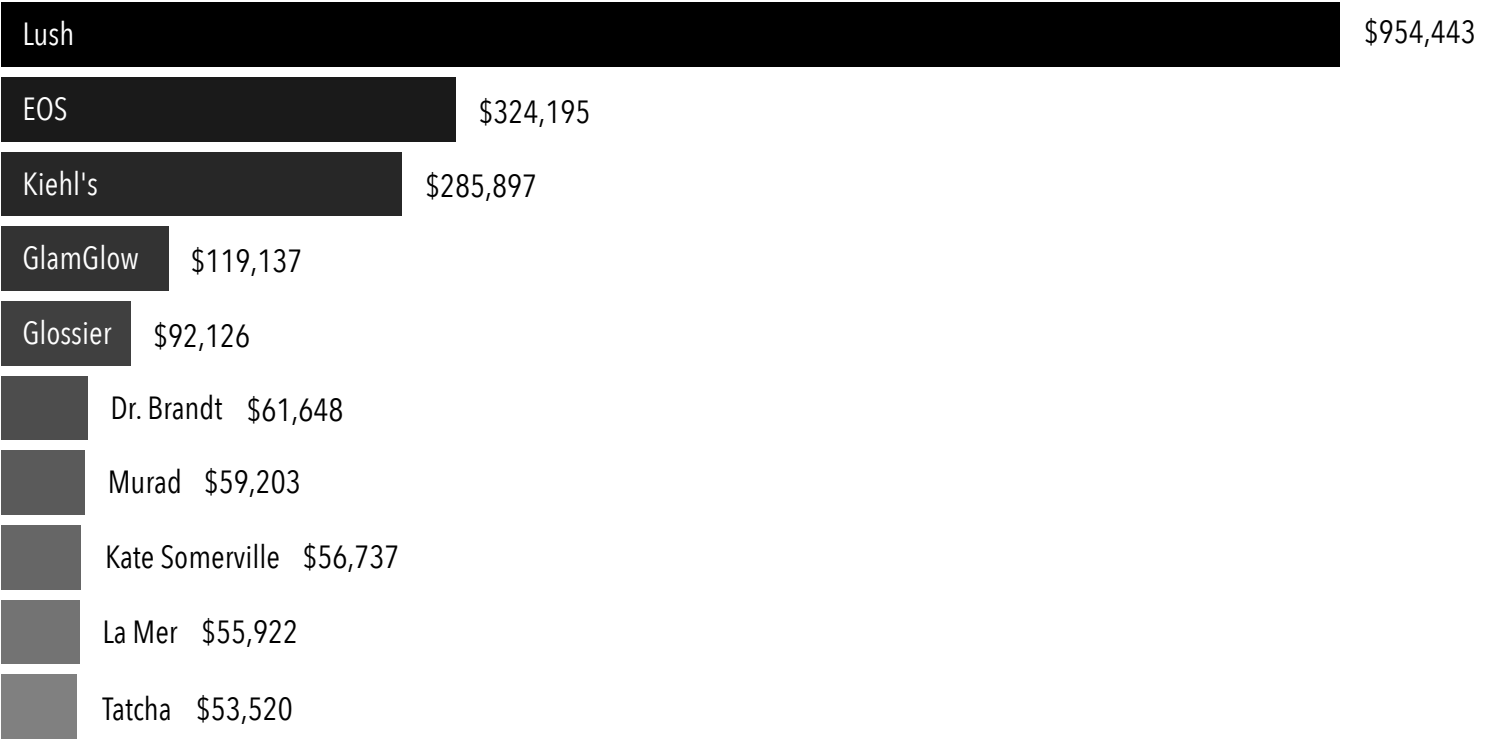 Lush $954,443
EOS $324,195
Kiehl's $285,897
GlamGlow $119,137
Glossier $92,126
Dr. Brandt $61,648
Murad $59,203
Kate Somerville $56,737
La Mer $55,922
Tatcha $53,520